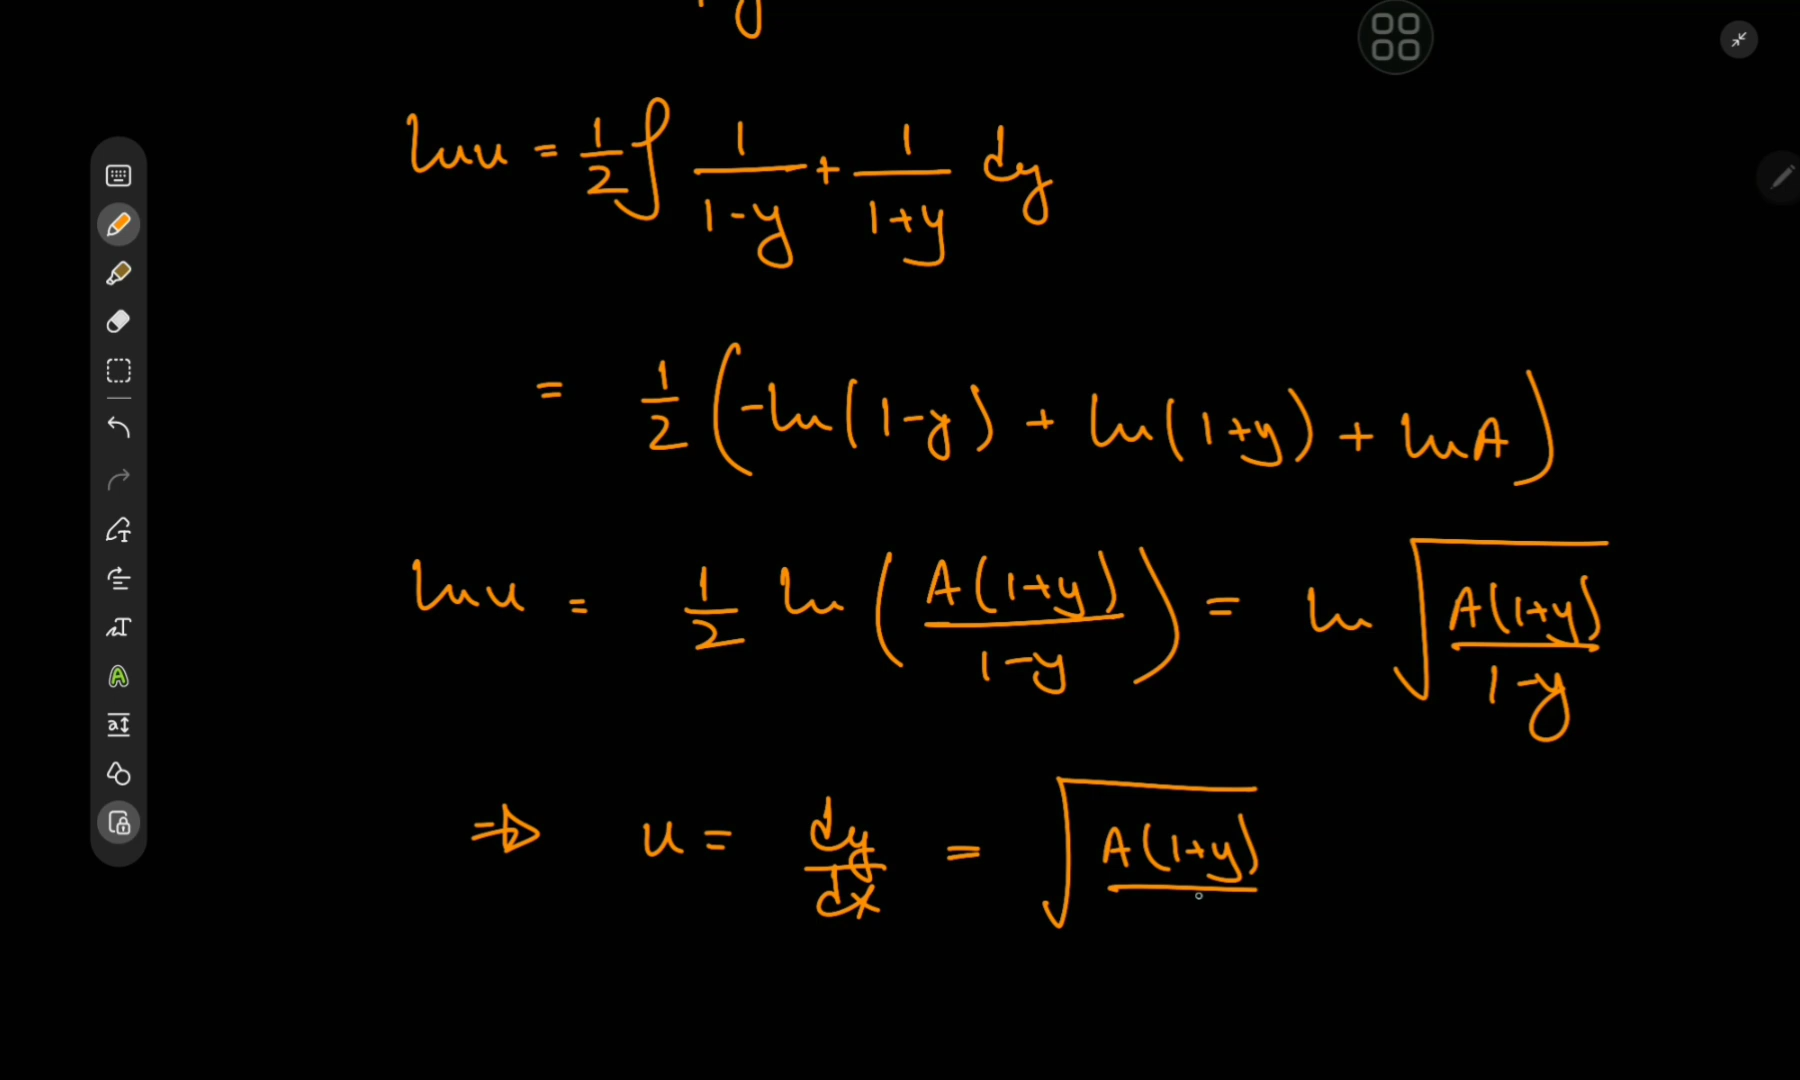 y
ln u = 1/2 ∫ 1/(1-y) + 1/(1+y) dy
= 1/2 (-ln(1-y) + ln(1+y) + ln A)
ln u = 1/2 ln (A(1+y)/(1-y)) = ln √(A(1+y)/(1-y))
⇒ u = dy/dx = √(A(1+y)/